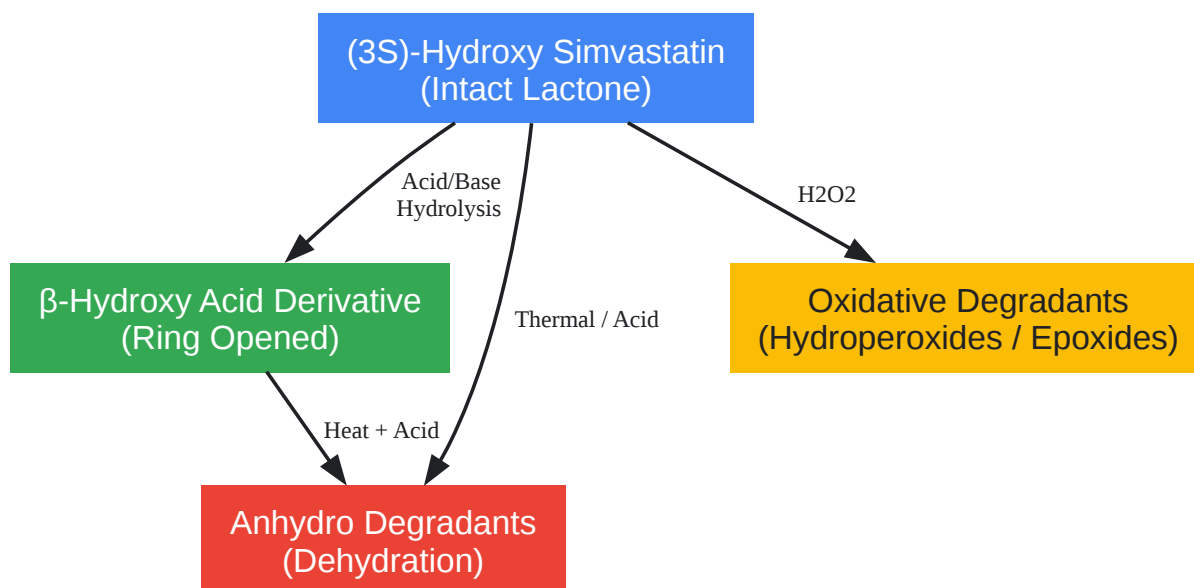 (3S)-Hydroxy Simvastatin
(Intact Lactone)
Acid/Base
Hydrolysis
H2O2
β-Hydroxy Acid Derivative
(Ring Opened)
Thermal / Acid
Oxidative Degradants
(Hydroperoxides / Epoxides)
Heat + Acid
Anhydro Degradants
(Dehydration)